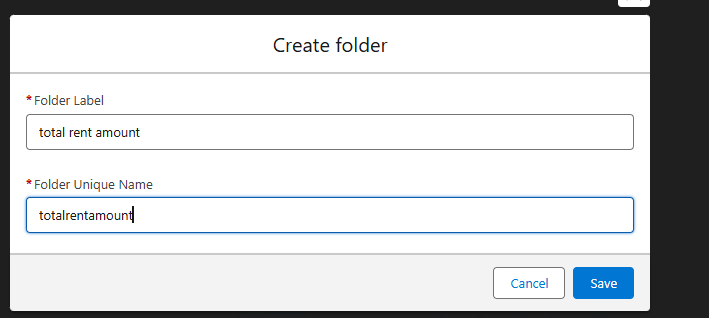 Create folder
*Folder Label
total rent amount
*Folder Unique Name
totalrentamount
Cancel Save